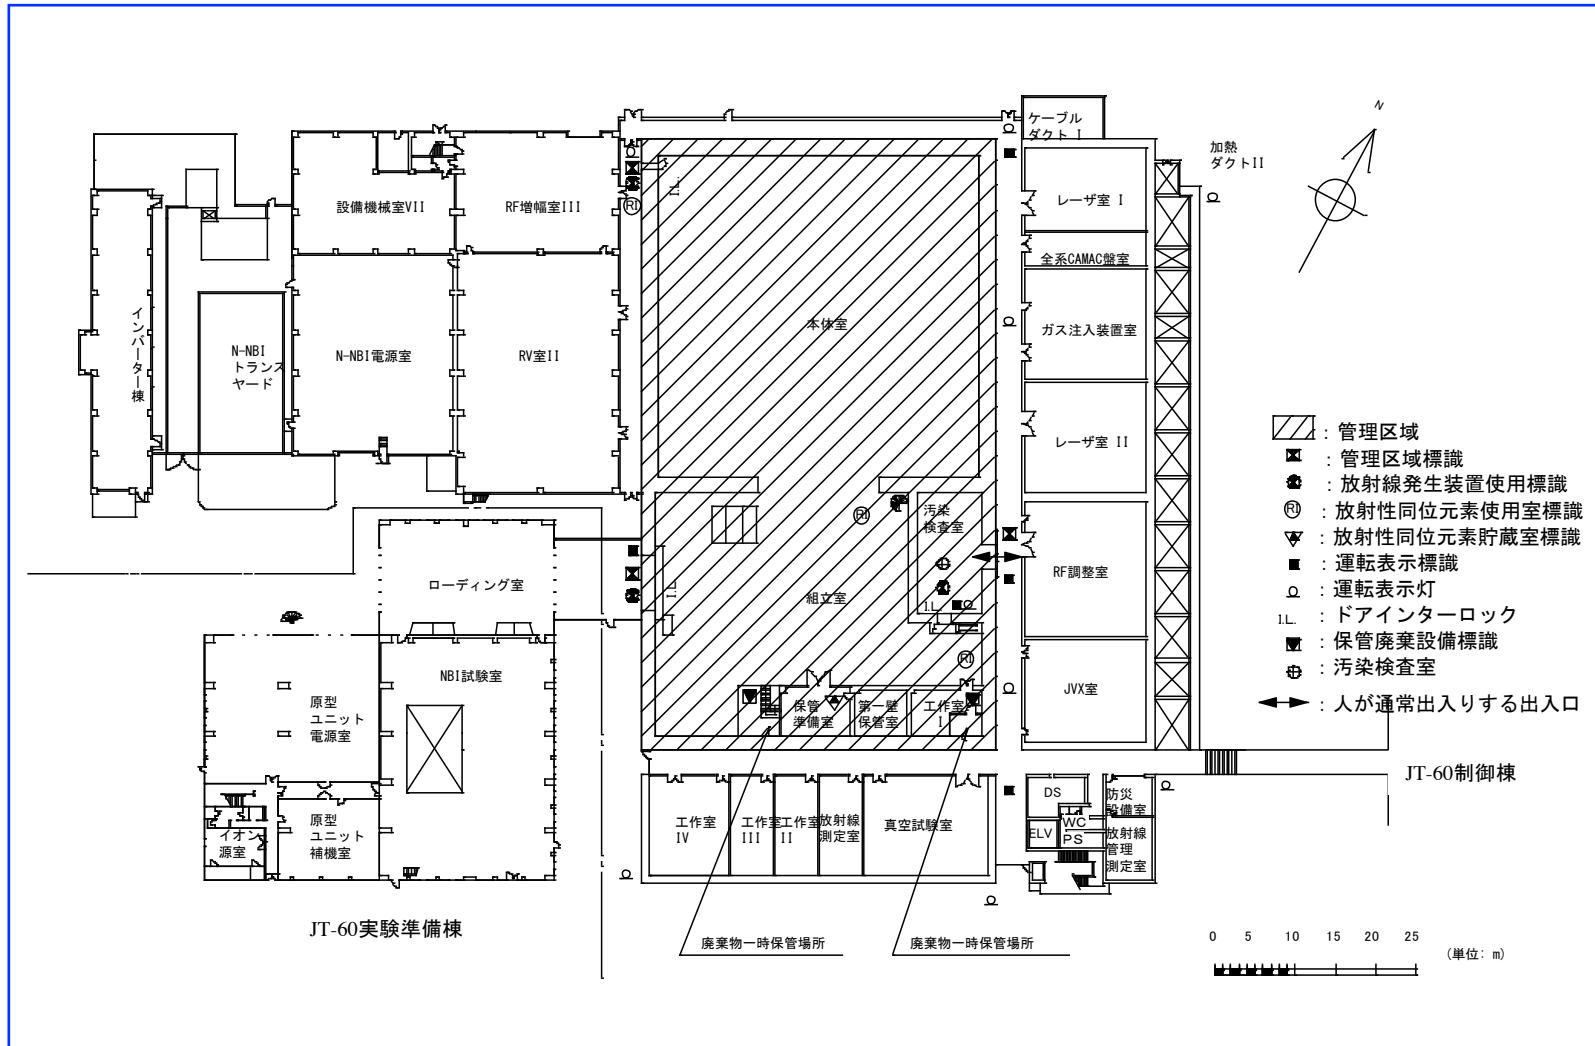 N
ケーブル
ダクト I
加熱
ダクトII
設備機械室VII
RF増幅室III
I.L.
RI
レーザ室 I
全系CAMAC盤室
本体室
ガス注入装置室
インバーター棟
N-NBI
トランス
ヤード
N-NBI電源室
RV室II
レーザ室 II
RI
汚染
検査室
RF調整室
ローディング室
I.L.
組立室
I.L.
RI
NBI試験室
JVX室
原型
ユニット
電源室
保管
準備室
第一壁
保管室
工作室
I
: 管理区域
: 管理区域標識
: 放射線発生装置使用標識
RI : 放射性同位元素使用室標識
: 放射性同位元素貯蔵室標識
: 運転表示標識
: 運転表示灯
I.L. : ドアインターロック
: 保管廃棄設備標識
: 汚染検査室
: 人が通常出入りする出入口
JT-60制御棟
原型
ユニット
補機室
イオン
源室
工作室
IV
工作室
III
工作室
II
放射線
測定室
真空試験室
DS
WC
ELV
PS
防災
設備室
放射線
管理
測定室
JT-60実験準備棟
廃棄物一時保管場所
廃棄物一時保管場所
0 5 10 15 20 25
(単位: m)